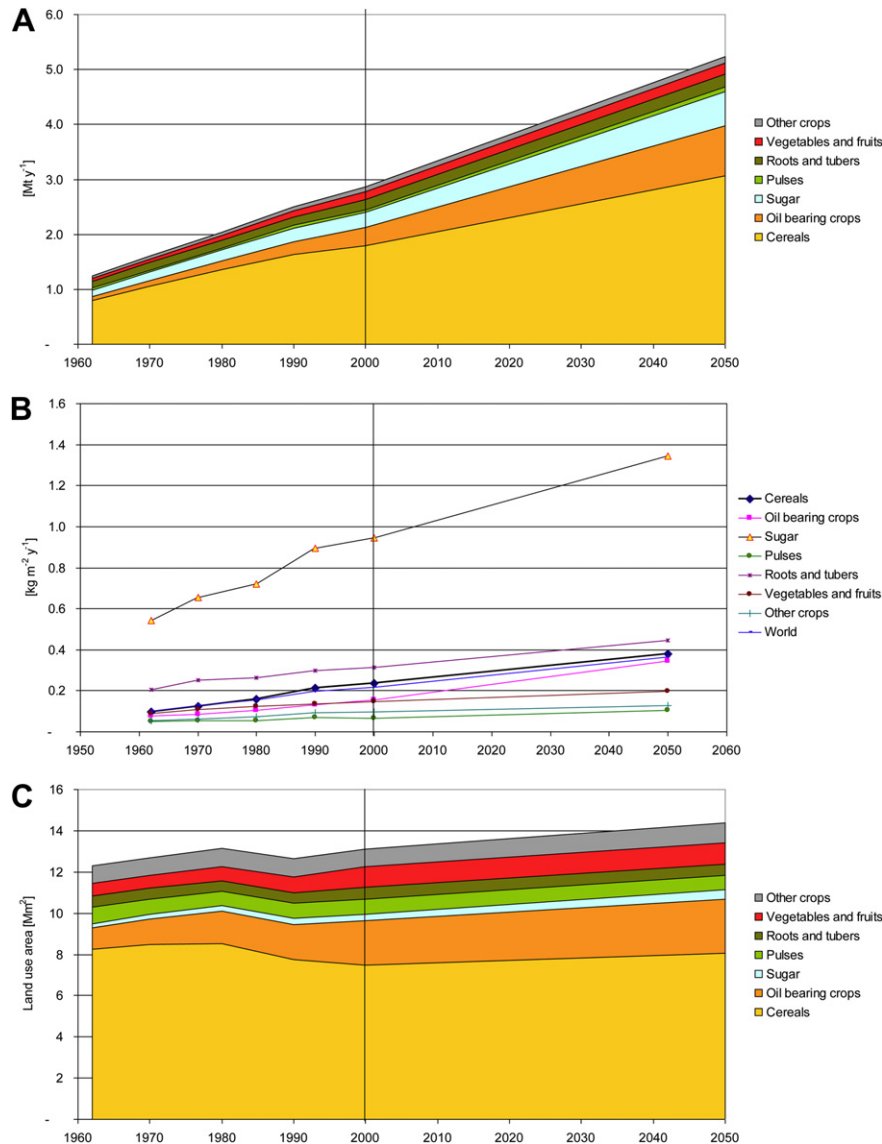 A
6.0
5.0
4.0
3.0
2.0
1.0
-
[Mt y⁻¹]
1960 1970 1980 1990 2000 2010 2020 2030 2040 2050
Other crops
Vegetables and fruits
Roots and tubers
Pulses
Sugar
Oil bearing crops
Cereals
B
1.6
1.4
1.2
1.0
0.8
0.6
0.4
0.2
-
[kg m⁻² y⁻¹]
1950 1960 1970 1980 1990 2000 2010 2020 2030 2040 2050 2060
Cereals
Oil bearing crops
Sugar
Pulses
Roots and tubers
Vegetables and fruits
Other crops
World
C
16
14
12
10
8
6
4
2
-
Land use area [Mm²]
1960 1970 1980 1990 2000 2010 2020 2030 2040 2050
Other crops
Vegetables and fruits
Roots and tubers
Pulses
Sugar
Oil bearing crops
Cereals